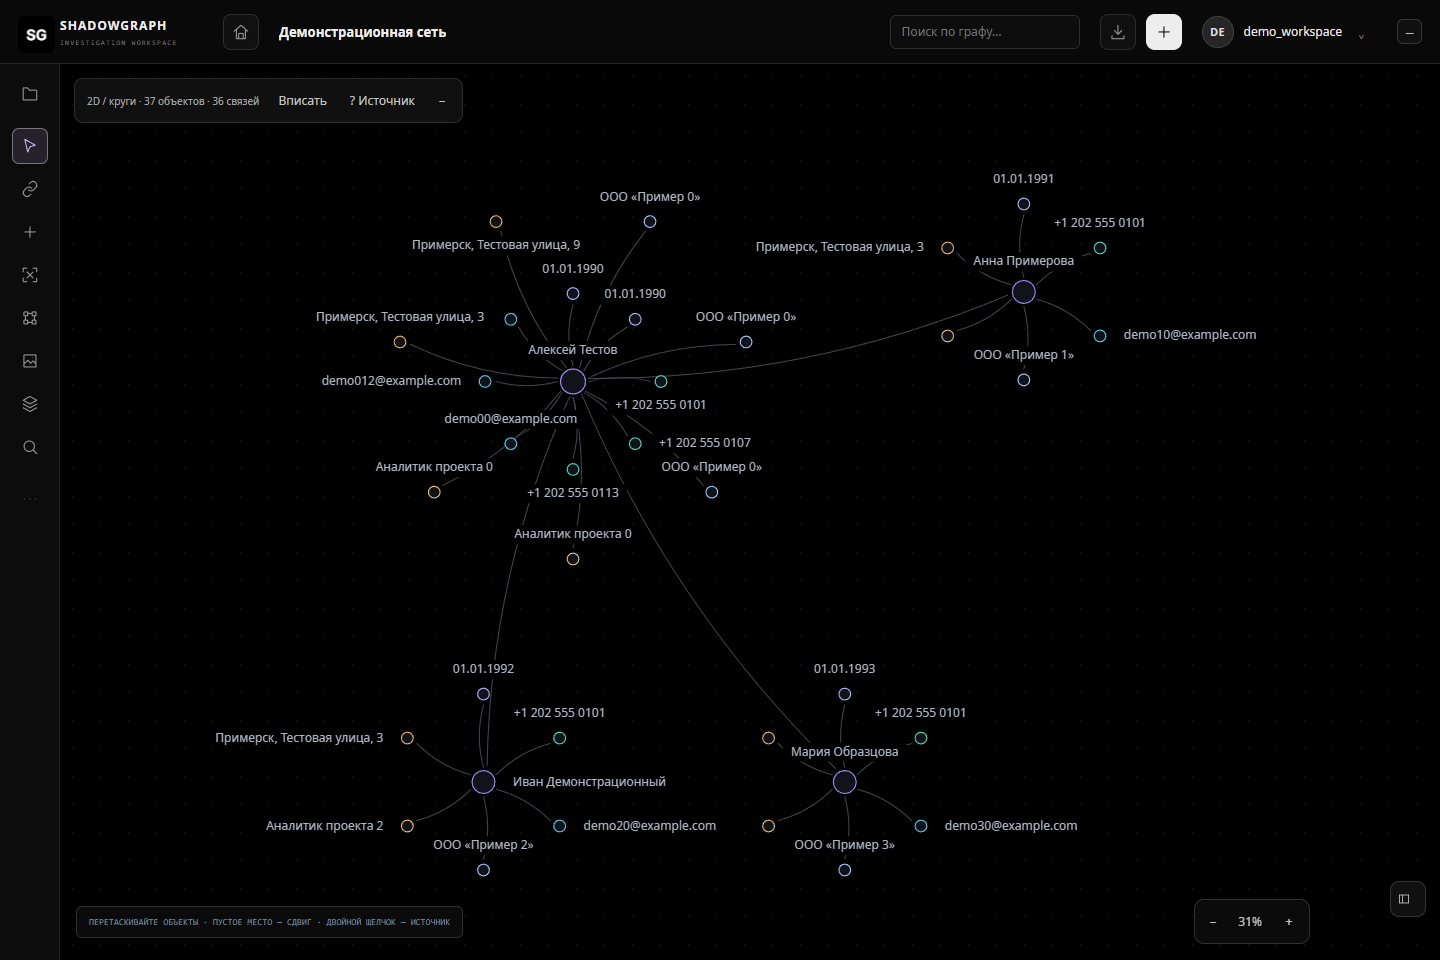 SG
SHADOWGRAPH
INVESTIGATION WORKSPACE
Демонстрационная сеть
Поиск по графу...
DE
demo_workspace
2D / круги · 37 объектов · 36 связей
Вписать
? Источник
01.01.1991
ООО «Пример 0»
+1 202 555 0101
Примерск, Тестовая улица, 9
Примерск, Тестовая улица, 3
Анна Примерова
01.01.1990
01.01.1990
Примерск, Тестовая улица, 3
ООО «Пример 0»
demo10@example.com
Алексей Тестов
ООО «Пример 1»
demo012@example.com
+1 202 555 0101
demo00@example.com
+1 202 555 0107
Аналитик проекта 0
ООО «Пример 0»
+1 202 555 0113
Аналитик проекта 0
01.01.1992
01.01.1993
+1 202 555 0101
+1 202 555 0101
Примерск, Тестовая улица, 3
Мария Образцова
Иван Демонстрационный
Аналитик проекта 2
demo20@example.com
demo30@example.com
ООО «Пример 2»
ООО «Пример 3»
ПЕРЕТАСКИВАЙТЕ ОБЪЕКТЫ · ПУСТОЕ МЕСТО — СДВИГ · ДВОЙНОЙ ЩЕЛЧОК — ИСТОЧНИК
− 31% +